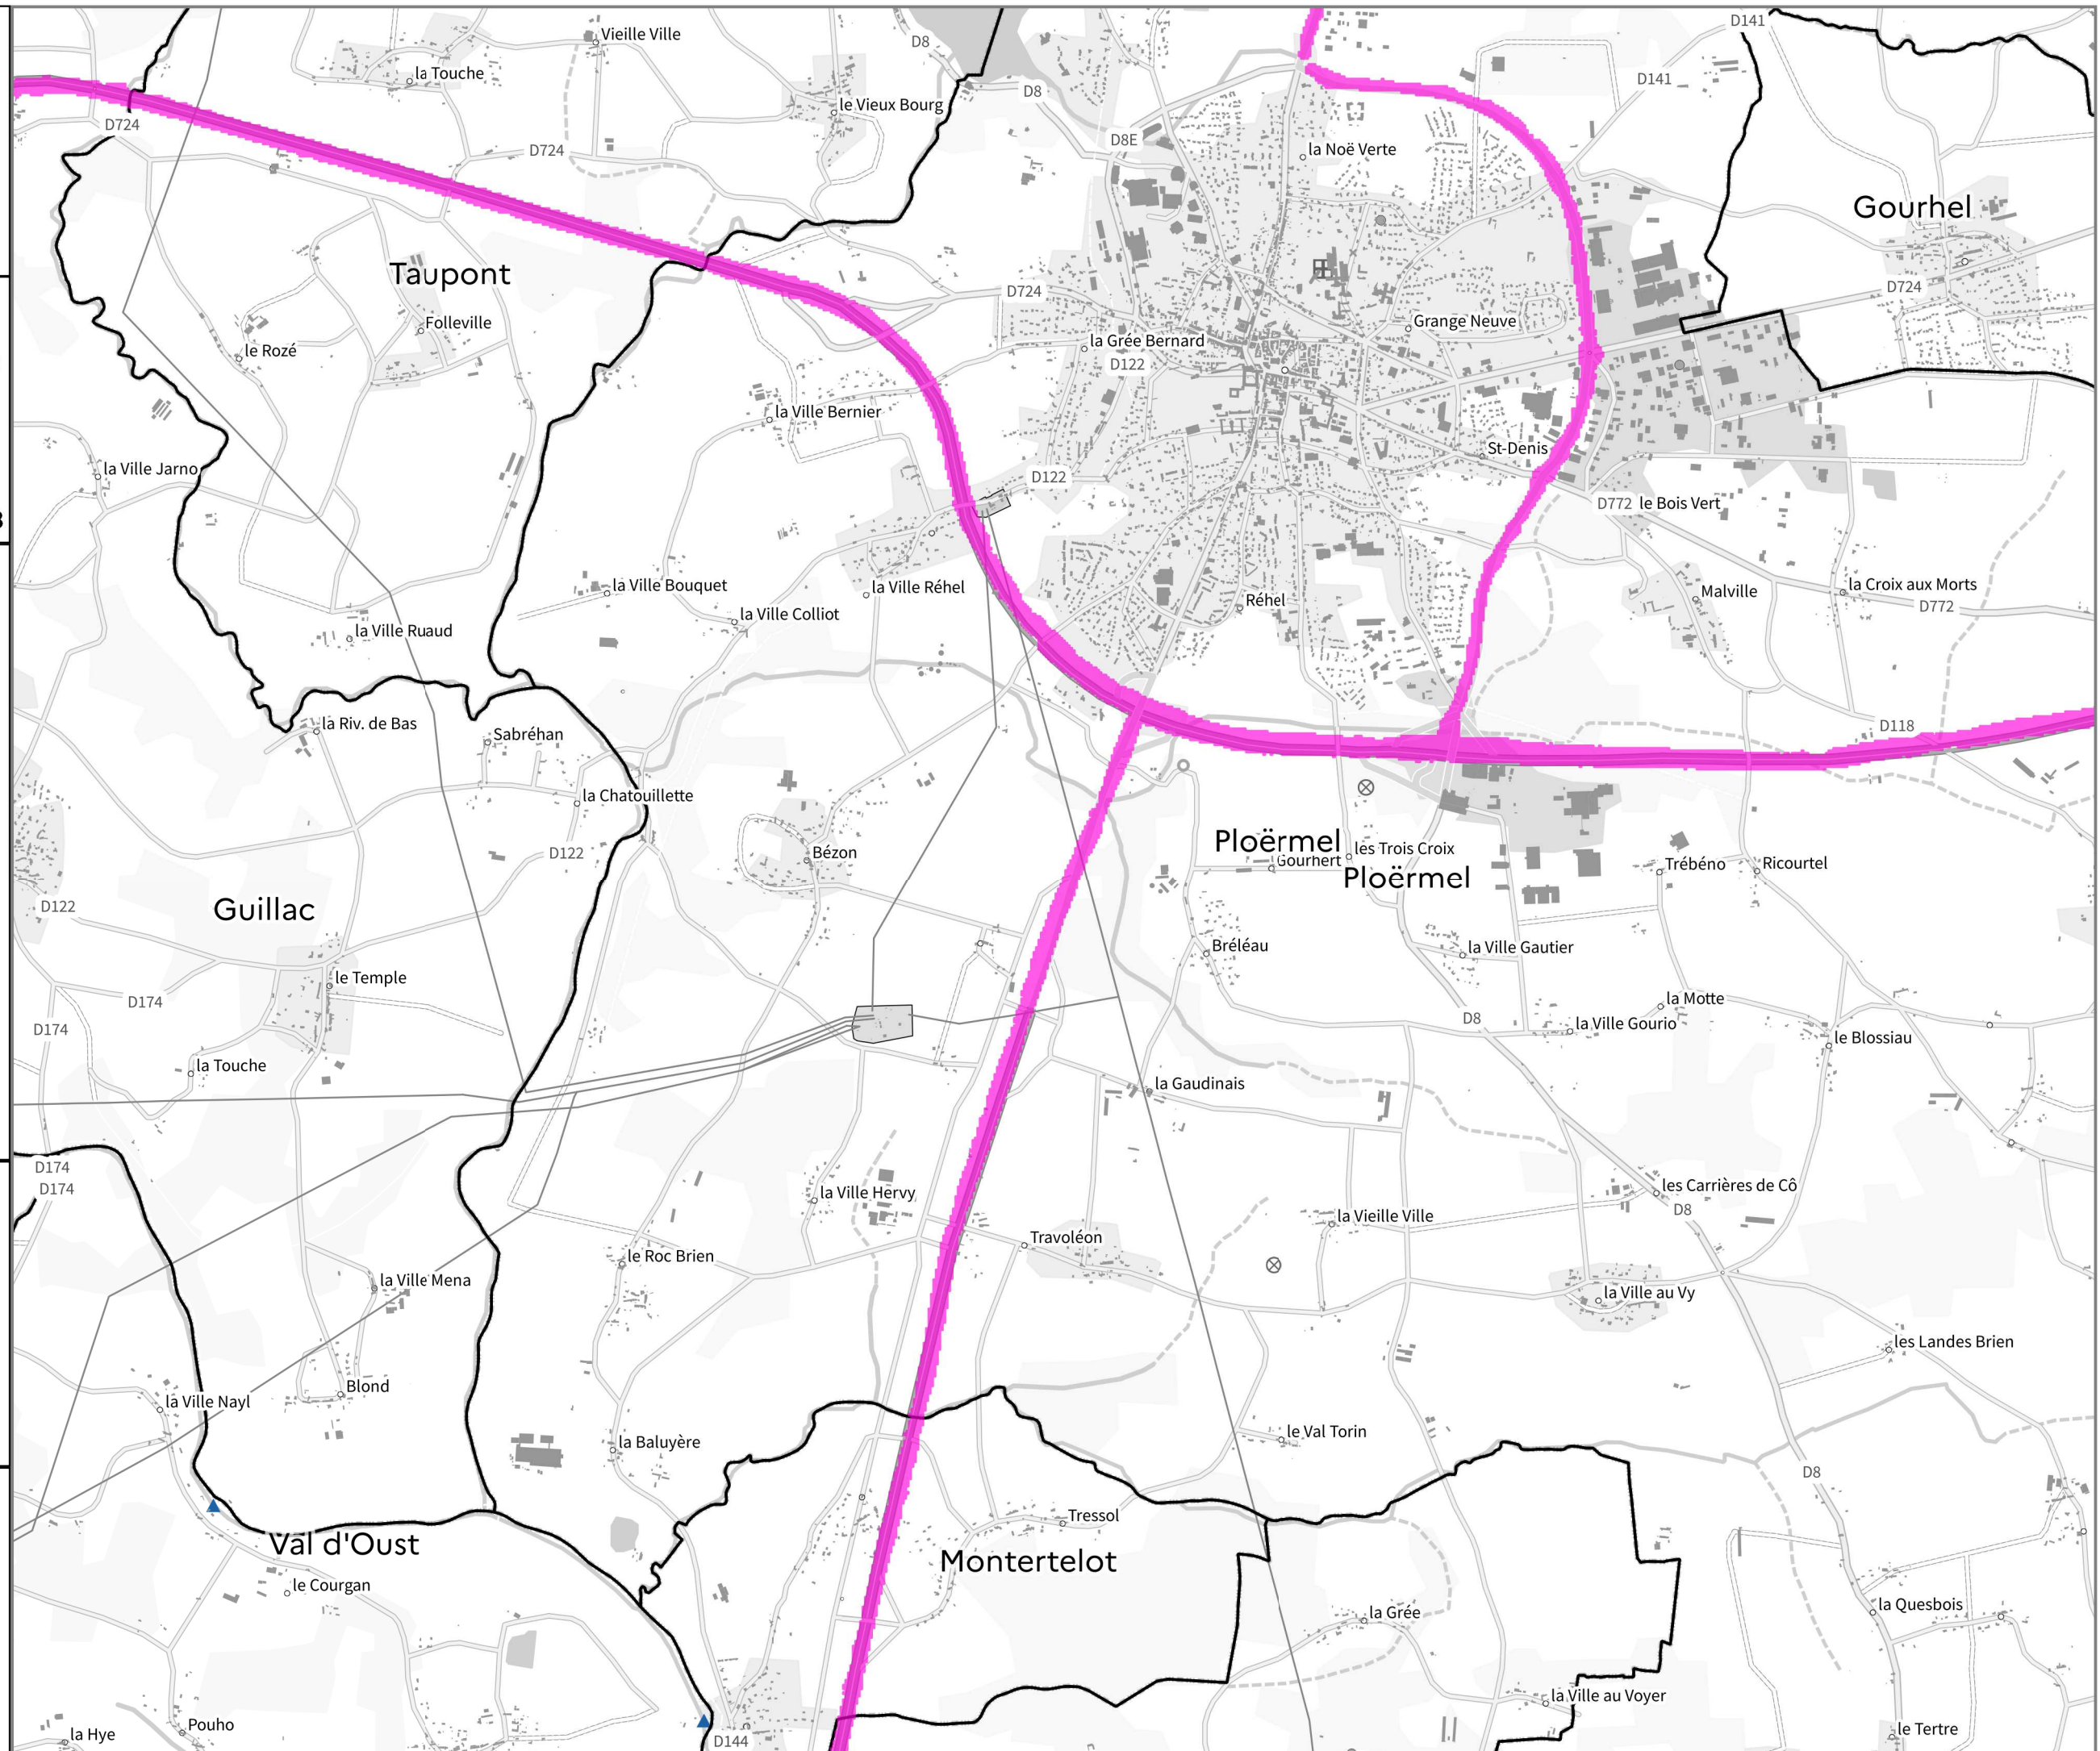 D141
Vieille Ville
D8
la Touche
D141
D8
le Vieux Bourg
D724
D8E
D724
la Noë Verte
Gourhel
Taupont
D724
D724
Folleville
Grange Neuve
la Grée Bernard
le Rozé
D122
la Ville Bernier
St-Denis
la Ville Jarno
D122
D772
le Bois Vert
la Ville Bouquet
la Ville Réhel
la Croix aux Morts
Malville
Réhel
D772
la Ville Colliot
la Ville Ruaud
la Riv. de Bas
D118
Sabréhan
la Chatouillette
Ploërmel
les Trois Croix
D122
Bézon
Gourhert
Trébéno
Ricourtel
Ploërmel
D122
Guillac
Bréléau
la Ville Gautier
le Temple
D174
la Motte
D8
la Ville Gourio
D174
le Blossiau
la Touche
la Gaudinais
D174
D174
les Carrières de Cô
la Ville Hervy
D8
la Vieille Ville
Travoléon
le Roc Brien
la Ville Mena
la Ville au Vy
les Landes Brien
Blond
la Ville Nayl
le Val Torin
la Baluyère
D8
Tressol
Val d'Oust
Montertelot
le Courgan
la Quesbois
la Grée
la Ville au Voyer
Pouho
le Tertre
la Hye
D144